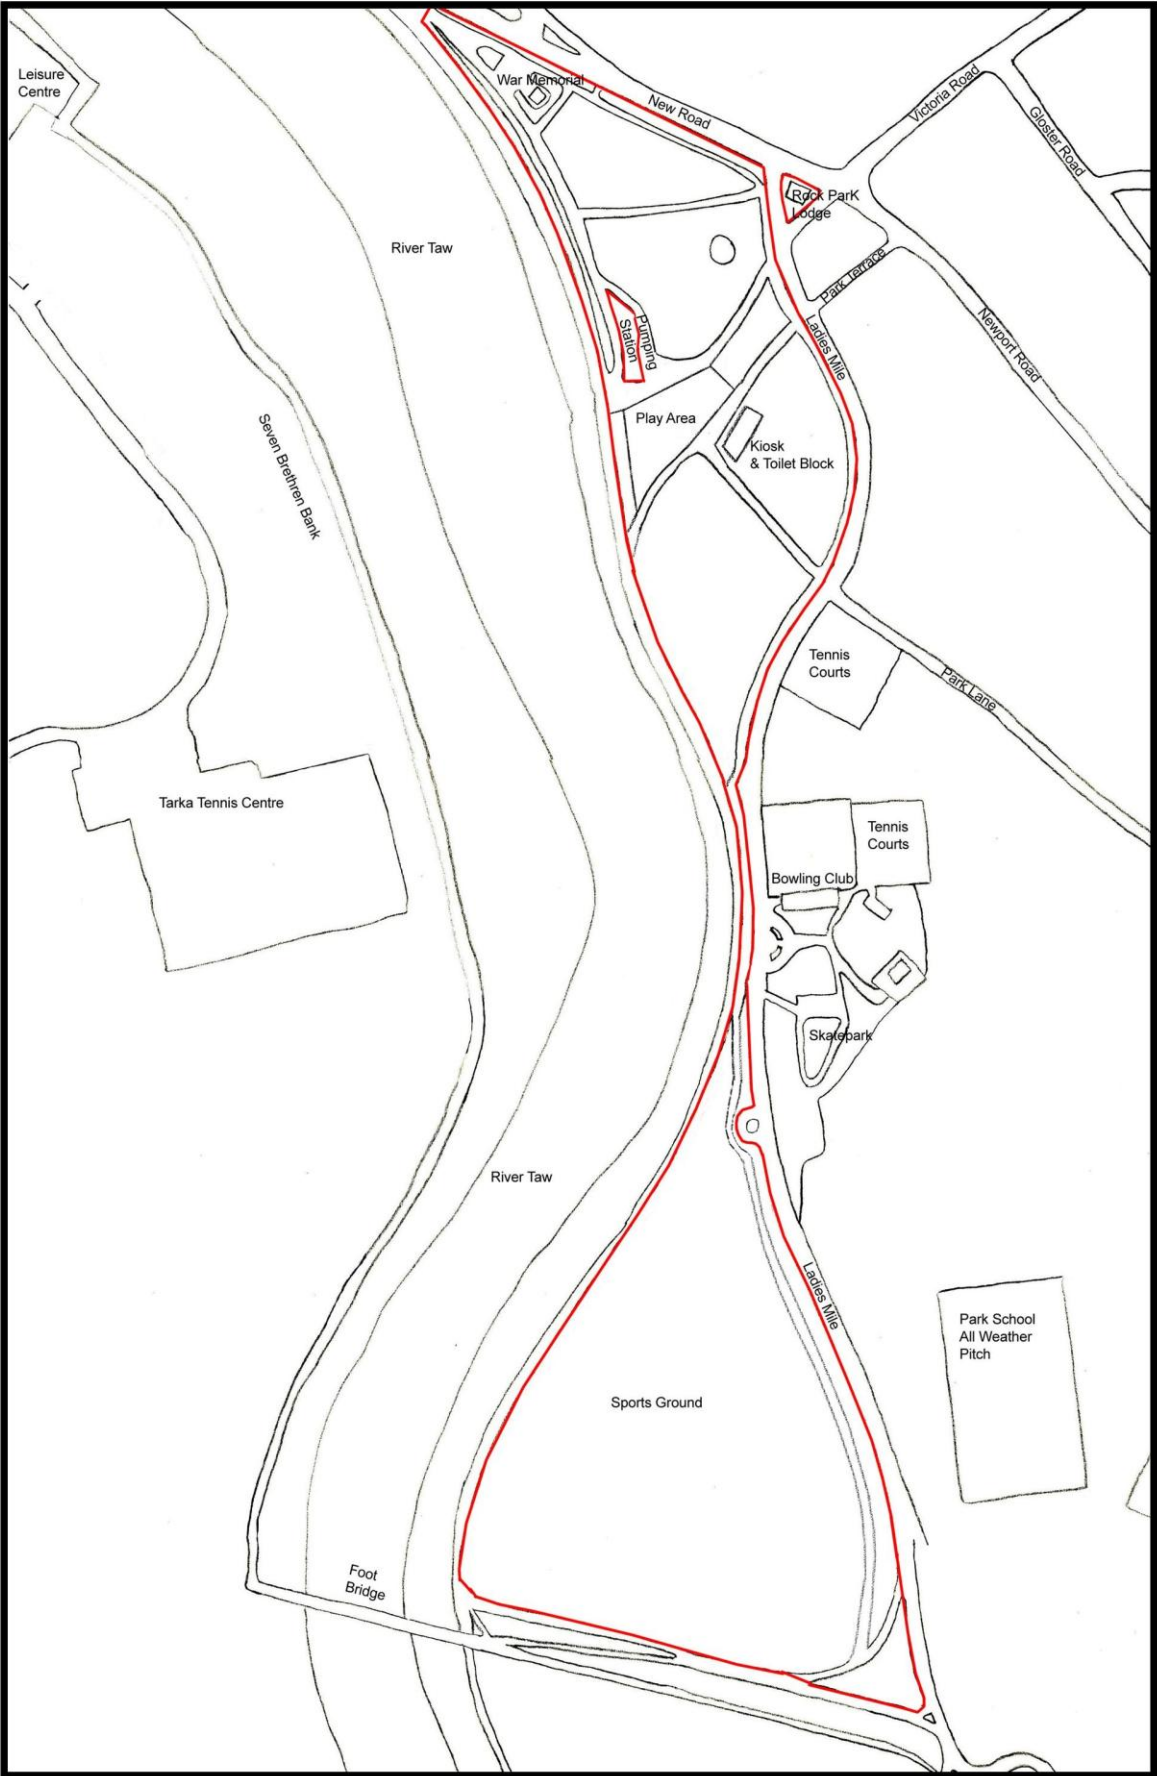 Leisure
Centre
War Memorial
New Road
Victoria Road
Gloster Road
Rock ParK
Lodge
River Taw
Park Terrace
Newport Road
Ladies Mile
Pumping
Station
Play Area
Kiosk
& Toilet Block
Seven Brethren Bank
Tennis
Courts
Park Lane
Tarka Tennis Centre
Tennis
Courts
Bowling Club
Skatepark
River Taw
Ladies Mile
Park School
All Weather
Pitch
Sports Ground
Foot
Bridge